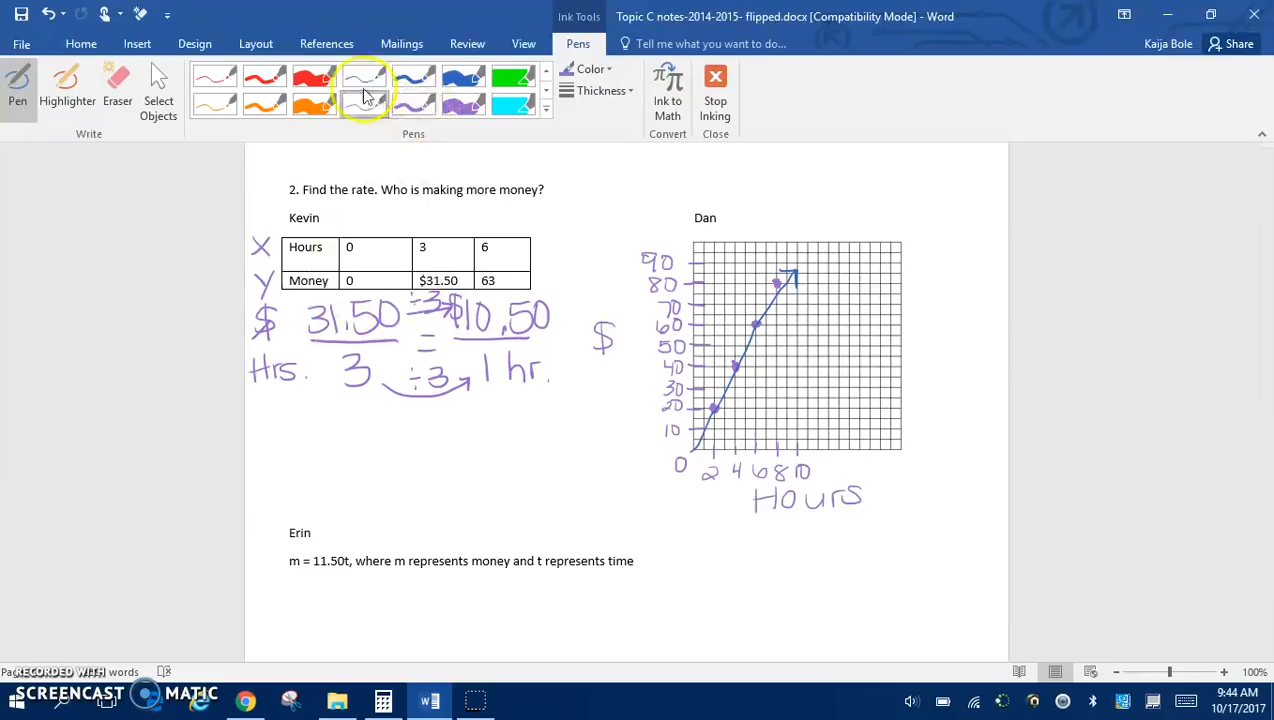 Ink Tools
Topic C notes-2014-2015- flipped.docx [Compatibility Mode] - Word
File Home Insert Design Layout References Mailings Review View Pens Tell me what you want to do... Kaija Bole Share
Pen Highlighter Eraser Select Objects
Color
Thickness
Ink to Math
Stop Inking
Write Pens Convert Close
2. Find the rate. Who is making more money?
Kevin
Dan
X Hours 0 3 6
Y Money 0 $31.50 63
÷3
$ 31.50 = $10.50
Hrs. 3 ÷3 1 hr.
$
90
80
70
60
50
40
30
20
10
0
2 4 6 8 10
Hours
Erin
m = 11.50t, where m represents money and t represents time
words
100%
RECORDED WITH
SCREENCAST MATIC
9:44 AM
10/17/2017